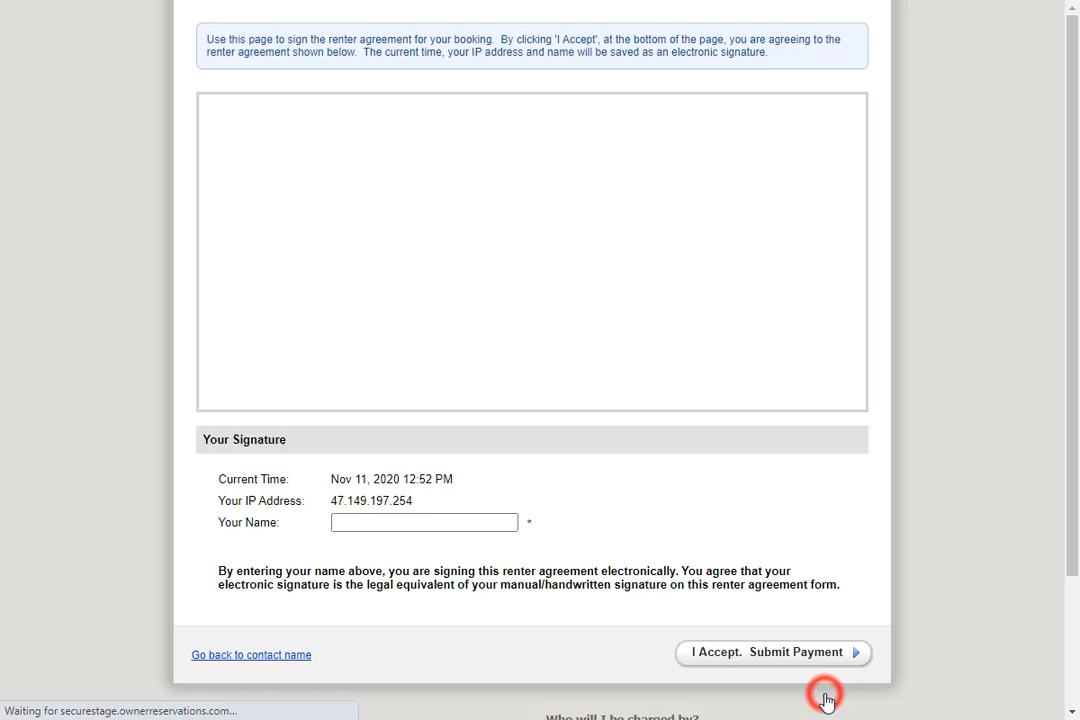 Use this page to sign the renter agreement for your booking.  By clicking 'I Accept', at the bottom of the page, you are agreeing to the
renter agreement shown below.  The current time, your IP address and name will be saved as an electronic signature.
Your Signature
Current Time: Nov 11, 2020 12:52 PM
Your IP Address: 47.149.197.254
Your Name: *
By entering your name above, you are signing this renter agreement electronically. You agree that your
electronic signature is the legal equivalent of your manual/handwritten signature on this renter agreement form.
Go back to contact name
I Accept.  Submit Payment
Waiting for securestage.ownerreservations.com...
Who will I be charged by?